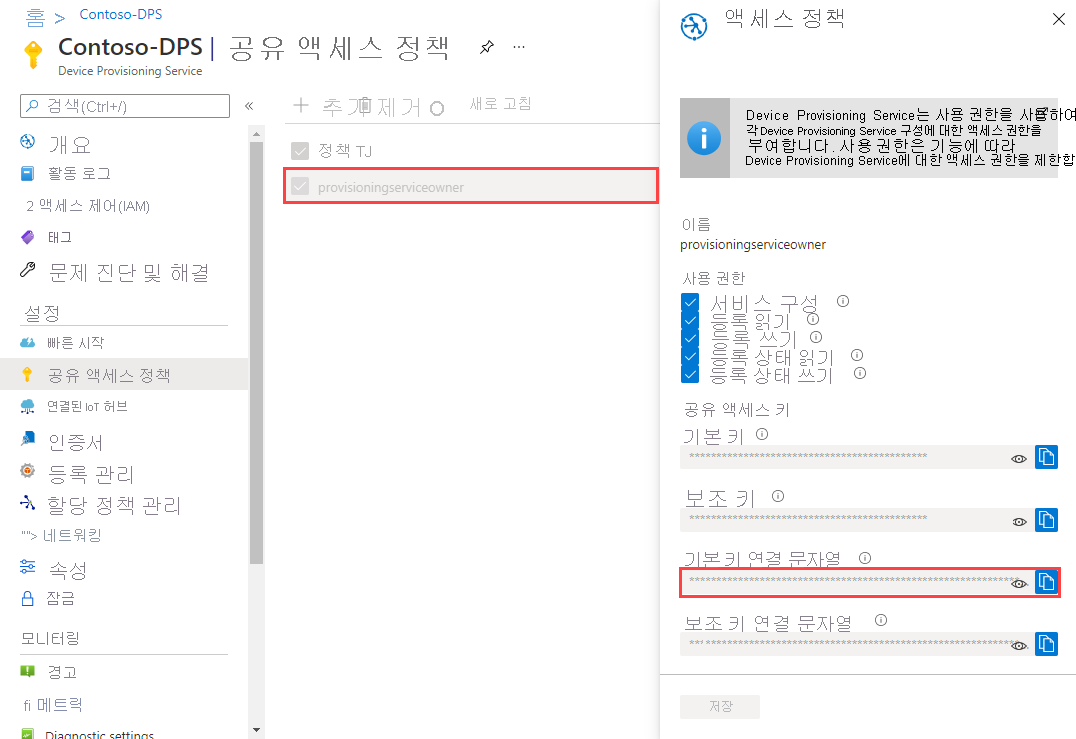 홈 > Contoso-DPS
Contoso-DPS | 공유 액세스 정책 ...
Device Provisioning Service
검색(Ctrl+/) «
개요
활동 로그
2 액세스 제어(IAM)
태그
문제 진단 및 해결
설정
빠른 시작
공유 액세스 정책
연결된 IoT 허브
인증서
등록 관리
할당 정책 관리
""> 네트워킹
속성
잠금
모니터링
경고
fi 메트릭
Diagnostic settings
추가 제거 새로 고침
정책 TJ
provisioningserviceowner
액세스 정책
Device Provisioning Service는 사용 권한을 사용하여
각 Device Provisioning Service 구성에 대한 액세스 권한을
부여합니다. 사용 권한은 기능에 따라
Device Provisioning Service에 대한 액세스 권한을 제한합
이름
provisioningserviceowner
사용 권한
서비스 구성
등록 읽기
등록 쓰기
등록 상태 읽기
등록 상태 쓰기
공유 액세스 키
기본 키
보조 키
기본 키 연결 문자열
보조 키 연결 문자열
저장